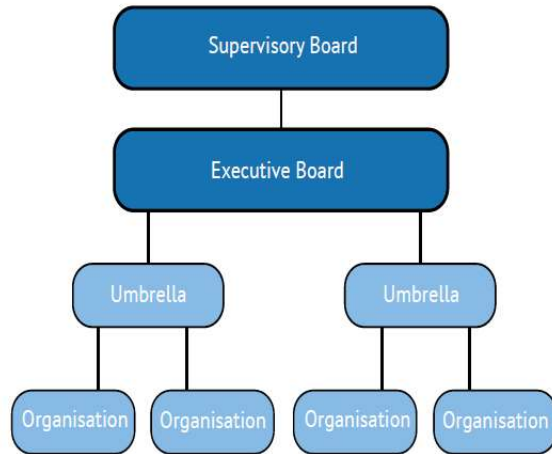 Supervisory Board
Executive Board
Umbrella
Umbrella
Organisation
Organisation
Organisation
Organisation